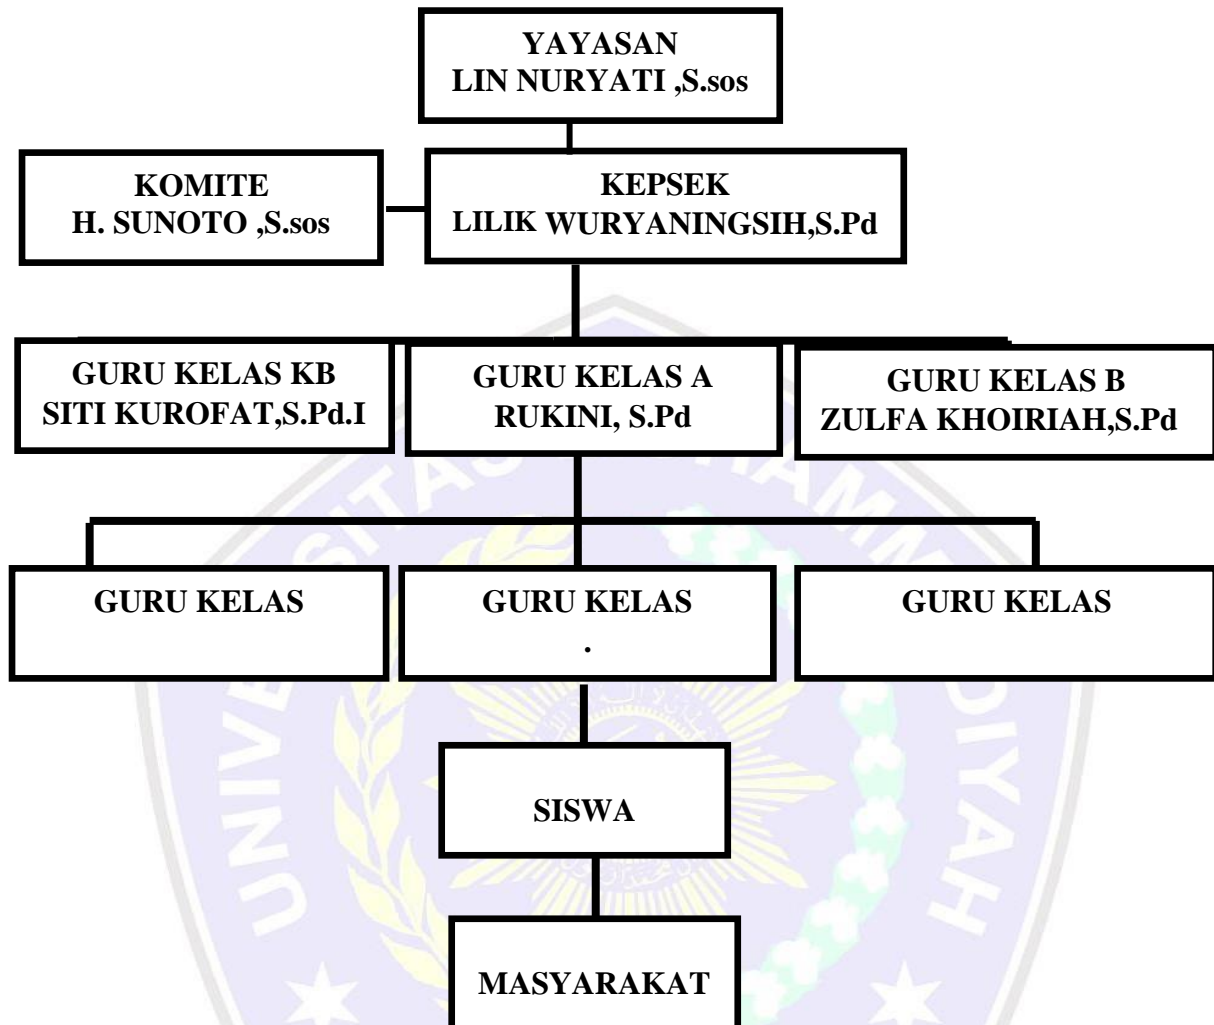 YAYASAN
LIN NURYATI ,S.sos
KOMITE
H. SUNOTO ,S.sos
KEPSEK
LILIK WURYANINGSIH,S.Pd
GURU KELAS KB
SITI KUROFAT,S.Pd.I
GURU KELAS A
RUKINI, S.Pd
GURU KELAS B
ZULFA KHOIRIAH,S.Pd
GURU KELAS
GURU KELAS
.
GURU KELAS
SISWA
MASYARAKAT